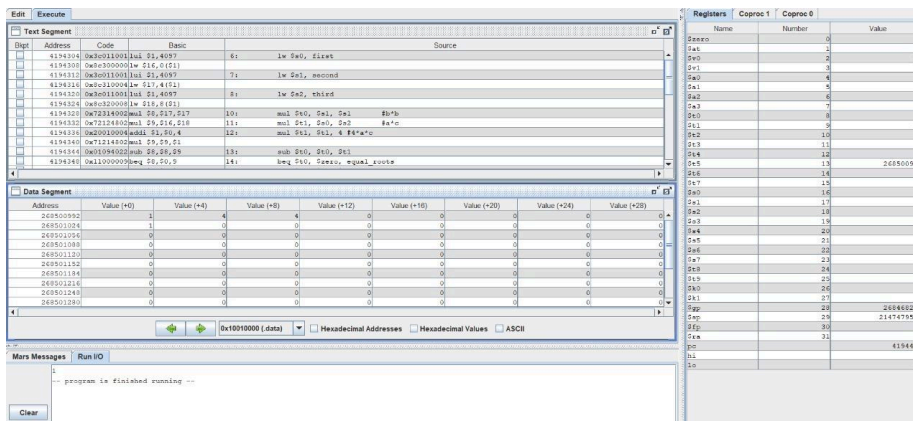 Edit Execute
Text Segment
Bkpt Address Code Basic Source
4194304 0x3c011001 lui $1,4097 6: lw $s0, first
4194308 0x8c300000 lw $16,0($1)
4194312 0x3c011001 lui $1,4097 7: lw $s1, second
4194316 0x8c310004 lw $17,4($1)
4194320 0x3c011001 lui $1,4097 8: lw $s2, third
4194324 0x8c320008 lw $18,8($1)
4194328 0x72314002 mul $8,$17,$17 10: mul $t0, $s1, $s1 #b*b
4194332 0x72124802 mul $9,$16,$18 11: mul $t1, $s0, $s2 #a*c
4194336 0x20010004 addi $1,$0,4 12: mul $t1, $t1, 4 #4*a*c
4194340 0x71214802 mul $9,$9,$1
4194344 0x01094022 sub $8,$8,$9 13: sub $t0, $t0, $t1
4194348 0x11000009 beq $8,$0,9 14: beq $t0, $zero, equal_roots
Data Segment
Address Value (+0) Value (+4) Value (+8) Value (+12) Value (+16) Value (+20) Value (+24) Value (+28)
268500992 1 4 4 0 0 0 0 0
268501024 1 0 0 0 0 0 0 0
268501056 0 0 0 0 0 0 0 0
268501088 0 0 0 0 0 0 0 0
268501120 0 0 0 0 0 0 0 0
268501152 0 0 0 0 0 0 0 0
268501184 0 0 0 0 0 0 0 0
268501216 0 0 0 0 0 0 0 0
268501248 0 0 0 0 0 0 0 0
268501280 0 0 0 0 0 0 0 0
0x10010000 (.data) Hexadecimal Addresses Hexadecimal Values ASCII
Mars Messages Run I/O
1
-- program is finished running --
Clear
Registers Coproc 1 Coproc 0
Name Number Value
$zero 0
$at 1
$v0 2
$v1 3
$a0 4
$a1 5
$a2 6
$a3 7
$t0 8
$t1 9
$t2 10
$t3 11
$t4 12
$t5 13 2685009
$t6 14
$t7 15
$s0 16
$s1 17
$s2 18
$s3 19
$s4 20
$s5 21
$s6 22
$s7 23
$t8 24
$t9 25
$k0 26
$k1 27
$gp 28 2684682
$sp 29 21474795
$fp 30
$ra 31
pc 41944
hi
lo